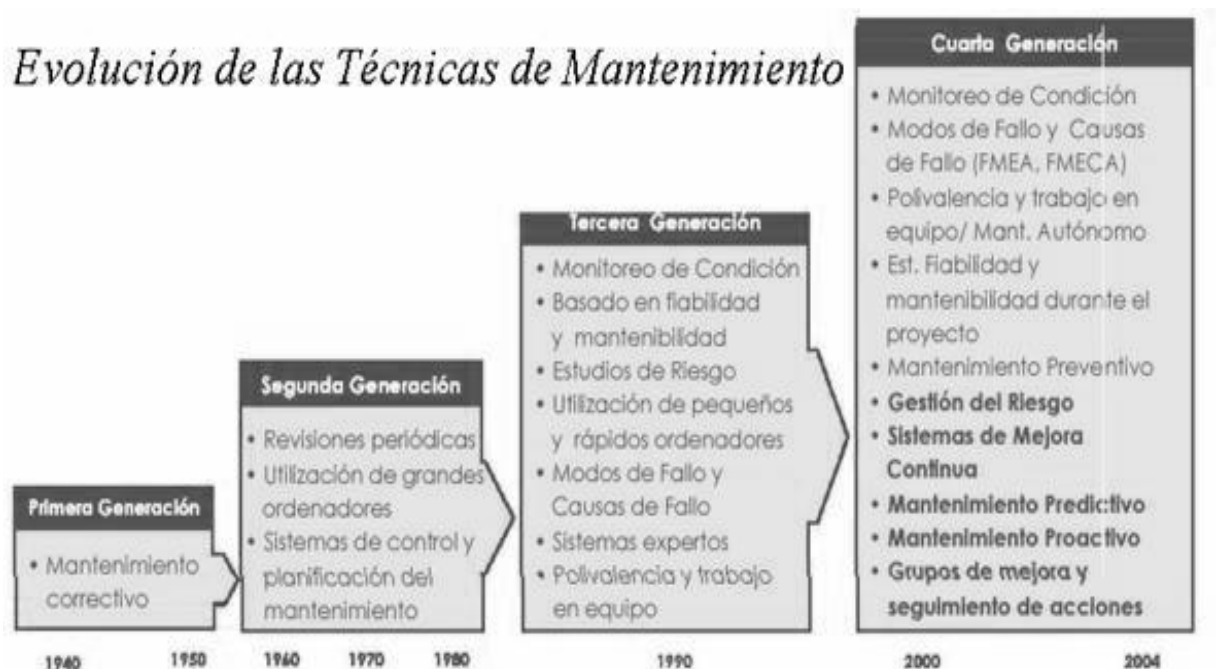 Evolución de las Técnicas de Mantenimiento
Primera Generación
• Mantenimiento
correctivo
Segunda Generación
• Revisiones periódicas
• Utilización de grandes
ordenadores
• Sistemas de control y
planificación del
mantenimiento
Tercera Generación
• Monitoreo de Condición
• Basado en fiabilidad
y mantenibilidad
• Estudios de Riesgo
• Utilización de pequeños
y rápidos ordenadores
• Modos de Fallo y
Causas de Fallo
• Sistemas expertos
• Polivalencia y trabajo
en equipo
Cuarta Generación
• Monitoreo de Condición
• Modos de Fallo y Causas
de Fallo (FMEA, FMECA)
• Polivalencia y trabajo en
equipo/ Mant. Autónomo
• Est. Fiabilidad y
mantenibilidad durante el
proyecto
• Mantenimiento Preventivo
• Gestión del Riesgo
• Sistemas de Mejora
Continua
• Mantenimiento Predictivo
• Mantenimiento Proactivo
• Grupos de mejora y
seguimiento de acciones
1940 1950 1960 1970 1980 1990 2000 2004